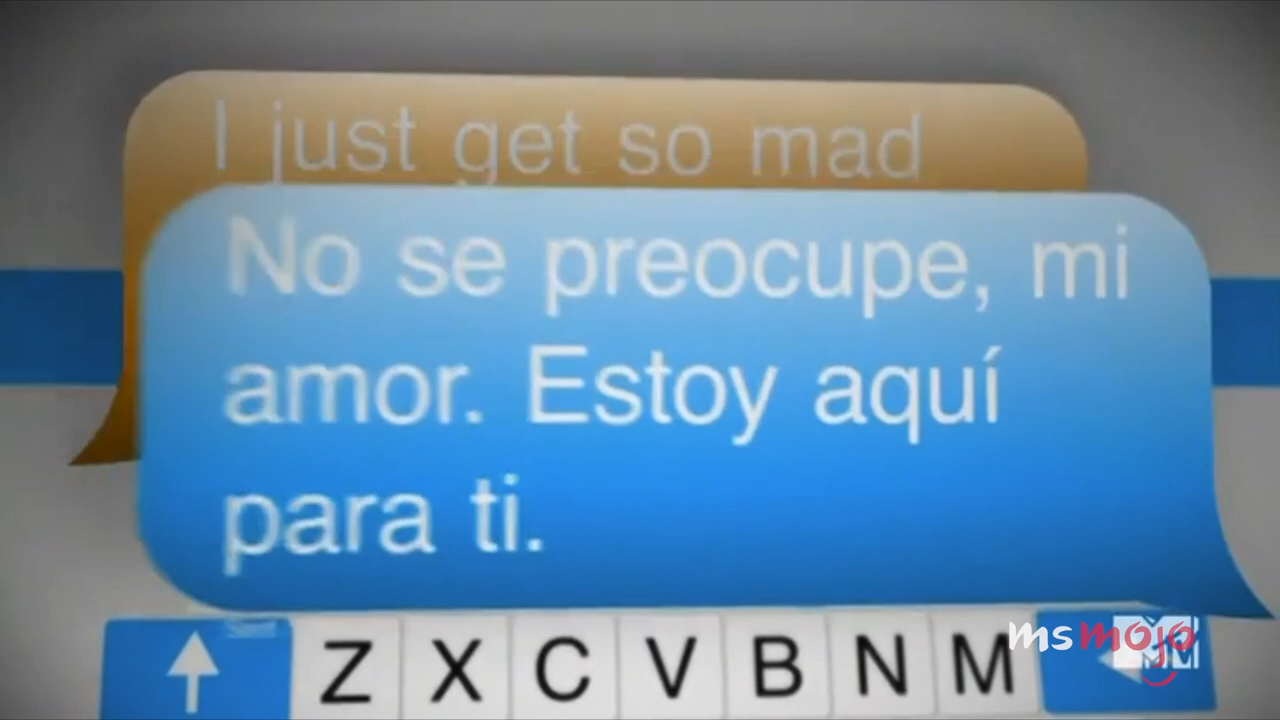 I just get so mad
No se preocupe, mi
amor. Estoy aquí
para ti.
Z X C V B N M
msmojo